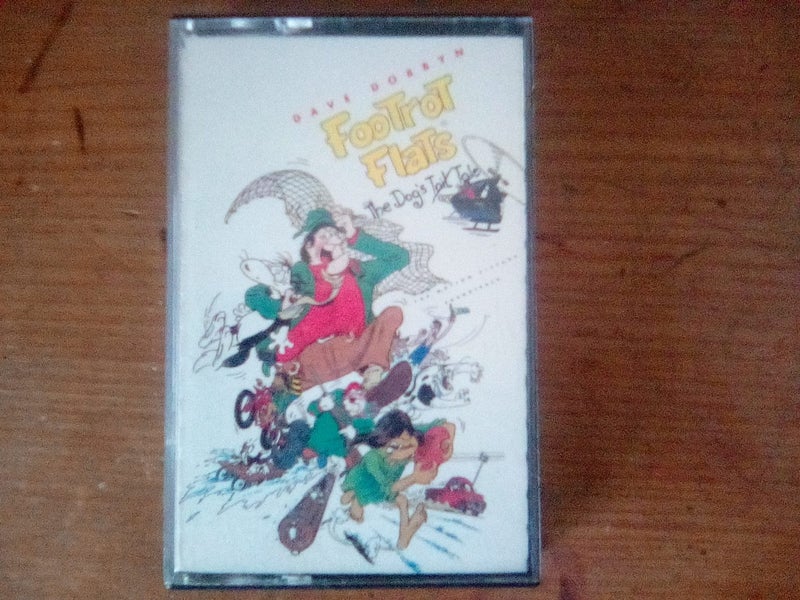 DAVE DOBBYN
FOOTROT
FLATS
The Dog's Tail Tale